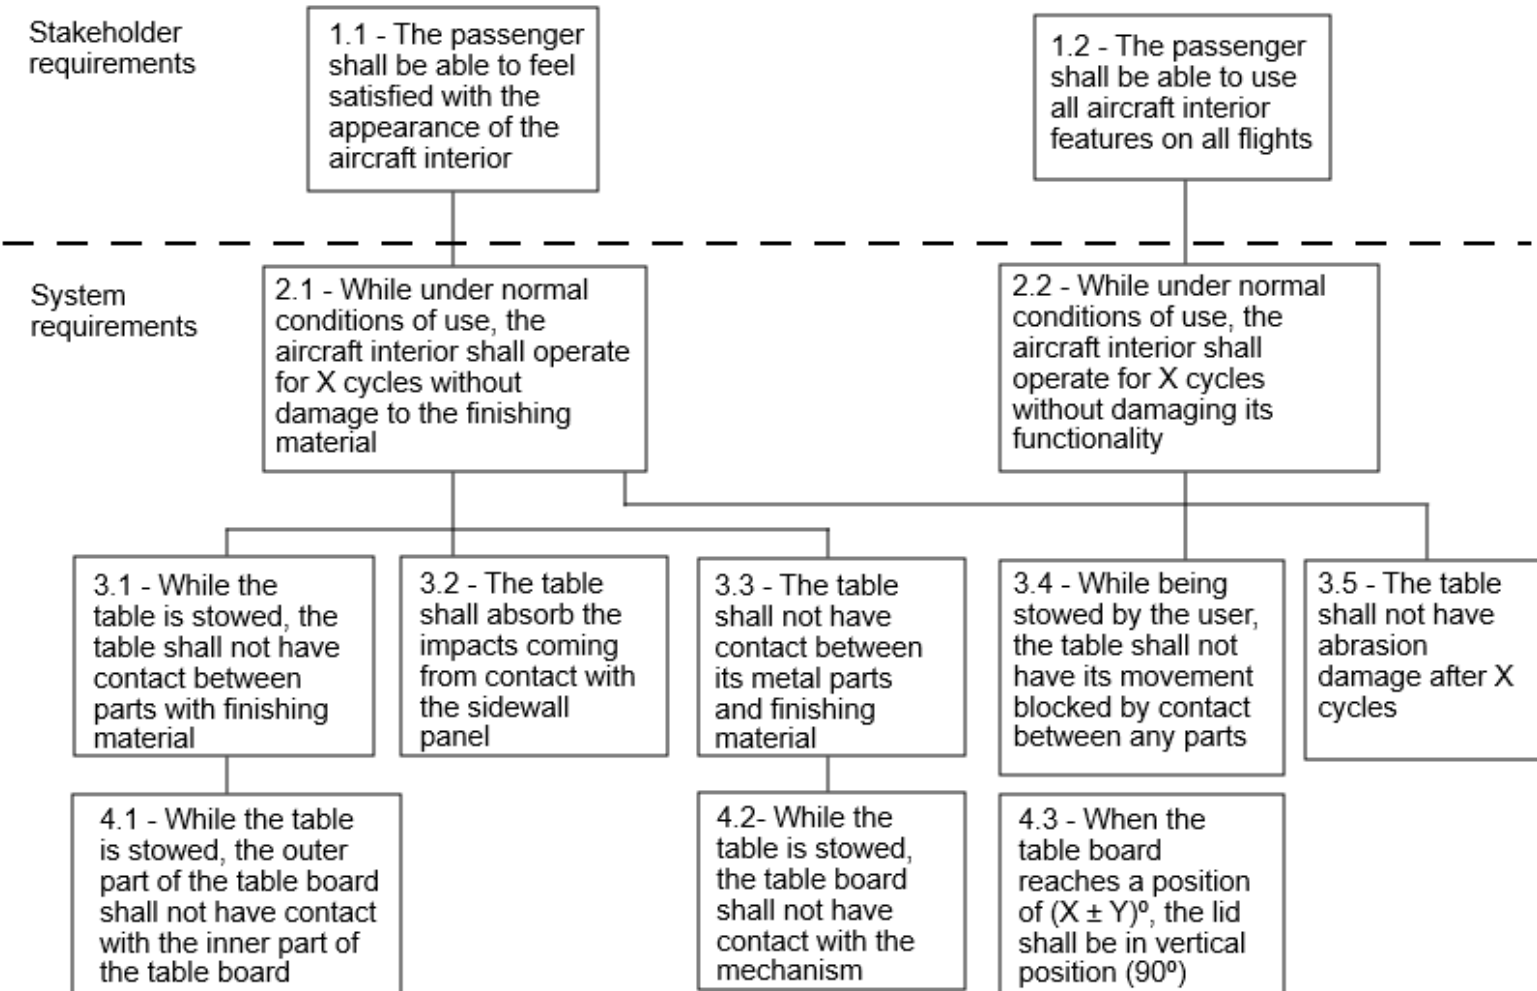 Stakeholder
requirements
1.1 - The passenger
shall be able to feel
satisfied with the
appearance of the
aircraft interior
1.2 - The passenger
shall be able to use
all aircraft interior
features on all flights
System
requirements
2.1 - While under normal
conditions of use, the
aircraft interior shall operate
for X cycles without
damage to the finishing
material
2.2 - While under normal
conditions of use, the
aircraft interior shall
operate for X cycles
without damaging its
functionality
3.1 - While the
table is stowed, the
table shall not have
contact between
parts with finishing
material
3.2 - The table
shall absorb the
impacts coming
from contact with
the sidewall
panel
3.3 - The table
shall not have
contact between
its metal parts
and finishing
material
3.4 - While being
stowed by the user,
the table shall not
have its movement
blocked by contact
between any parts
3.5 - The table
shall not have
abrasion
damage after X
cycles
4.1 - While the table
is stowed, the outer
part of the table board
shall not have contact
with the inner part of
the table board
4.2- While the
table is stowed,
the table board
shall not have
contact with the
mechanism
4.3 - When the
table board
reaches a position
of (X ± Y)º, the lid
shall be in vertical
position (90º)